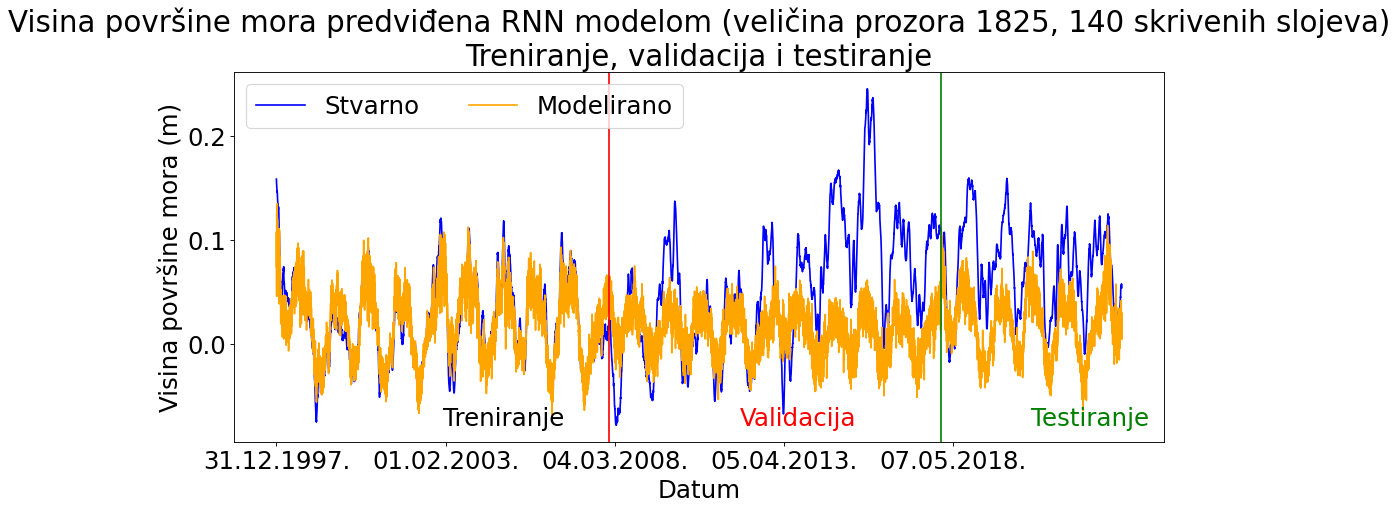 Visina površine mora predviđena RNN modelom (veličina prozora 1825, 140 skrivenih slojeva)
Treniranje, validacija i testiranje
Stvarno Modelirano
Visina površine mora (m)
0.2
0.1
0.0
Treniranje Validacija Testiranje
31.12.1997. 01.02.2003. 04.03.2008. 05.04.2013. 07.05.2018.
Datum